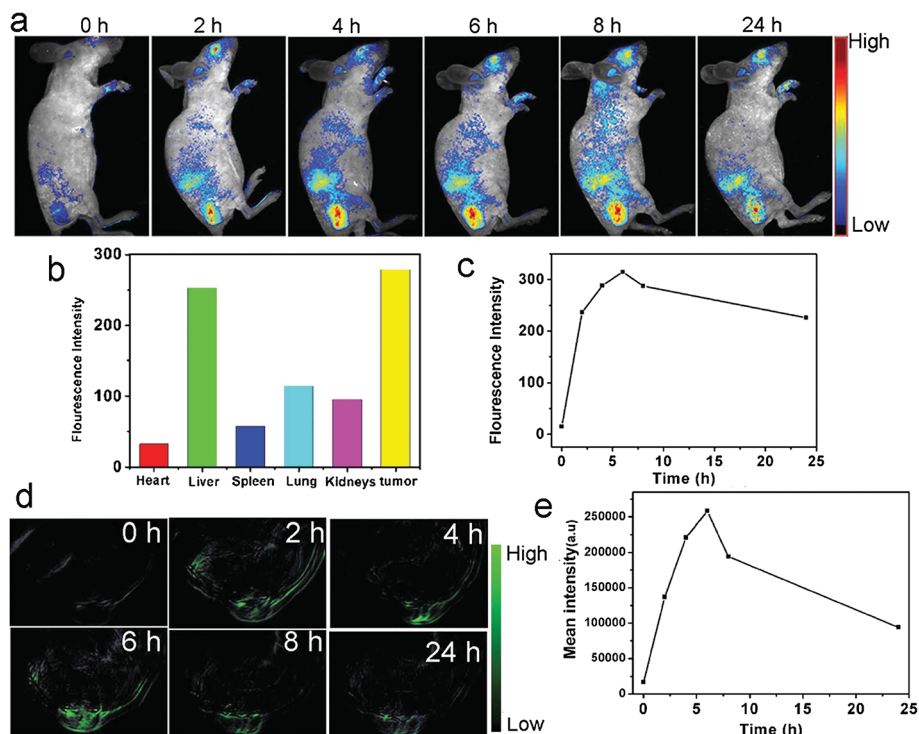 a
0 h 2 h 4 h 6 h 8 h 24 h
High
Low
b
Flourescence Intensity
300
200
100
0
Heart Liver Spleen Lung Kidneys tumor
c
Flourescence Intensity
300
200
100
0
0 5 10 15 20 25
Time (h)
d
0 h 2 h 4 h
6 h 8 h 24 h
High
Low
e
Mean intensity(a.u)
250000
200000
150000
100000
50000
0
0 5 10 15 20 25
Time (h)